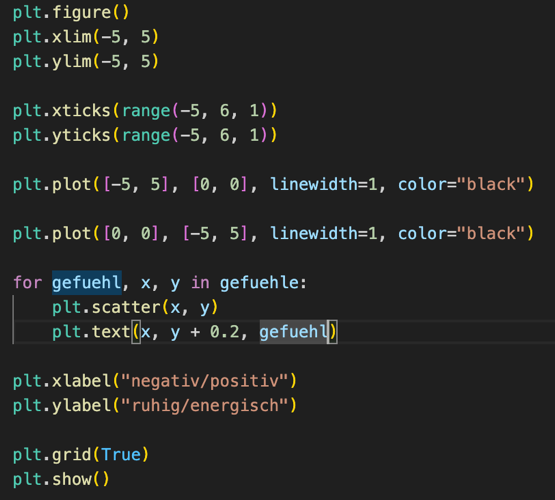 plt.figure()
plt.xlim(-5, 5)
plt.ylim(-5, 5)

plt.xticks(range(-5, 6, 1))
plt.yticks(range(-5, 6, 1))

plt.plot([-5, 5], [0, 0], linewidth=1, color="black")

plt.plot([0, 0], [-5, 5], linewidth=1, color="black")

for gefuehl, x, y in gefuehle:
    plt.scatter(x, y)
    plt.text(x, y + 0.2, gefuehl)

plt.xlabel("negativ/positiv")
plt.ylabel("ruhig/energisch")

plt.grid(True)
plt.show()